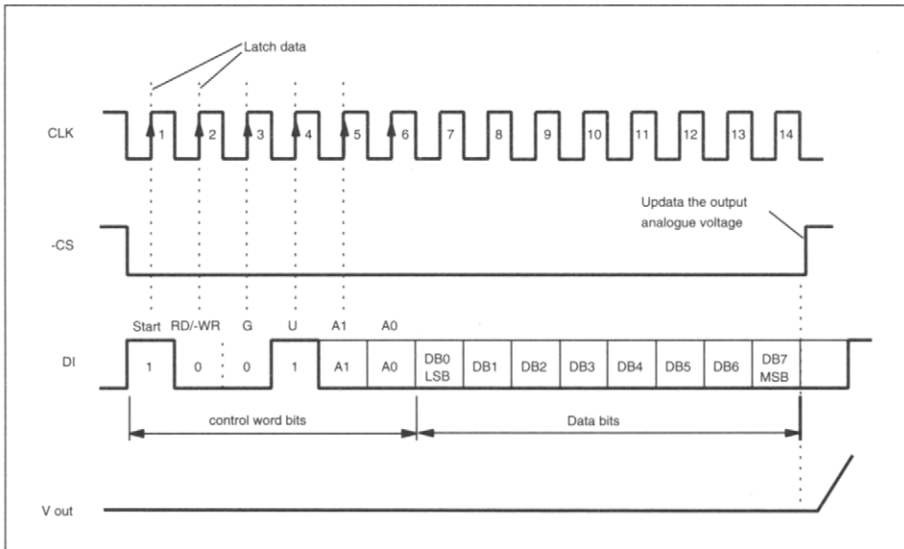 Latch data
CLK
1 2 3 4 5 6 7 8 9 10 11 12 13 14
Updata the output
analogue voltage
-CS
Start RD/-WR G U A1 A0
DI
1 0 0 1 A1 A0 DB0 LSB DB1 DB2 DB3 DB4 DB5 DB6 DB7 MSB
control word bits
Data bits
V out